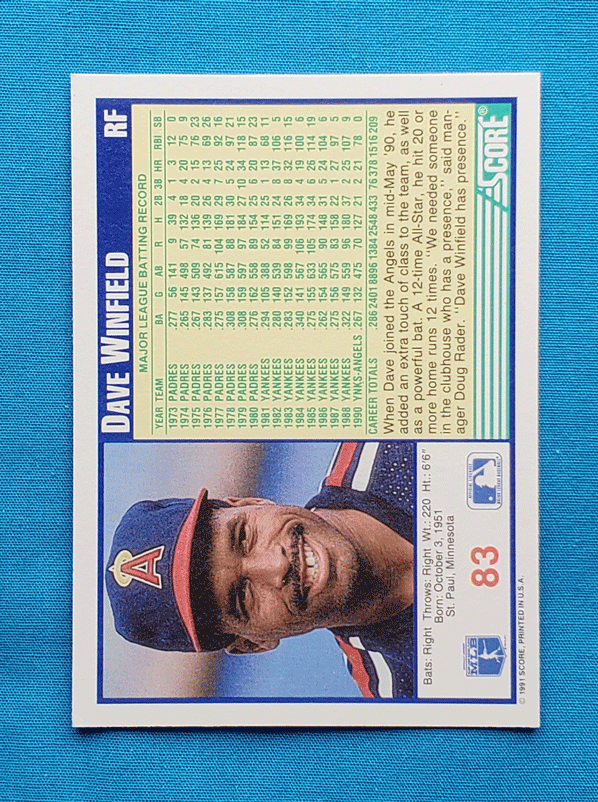 DAVE WINFIELD RF
MAJOR LEAGUE BATTING RECORD
YEAR TEAM BA G AB R H 2B 3B HR RBI SB
1973 PADRES .277 56 141 9 39 4 1 3 12 0
1974 PADRES .265 145 498 57 132 18 4 20 75 9
1975 PADRES .267 143 509 74 136 20 2 15 76 23
1976 PADRES .283 137 492 81 139 26 4 13 69 26
1977 PADRES .275 157 615 104 169 29 7 25 92 16
1978 PADRES .308 158 587 88 181 30 5 24 97 21
1979 PADRES .308 159 597 97 184 27 10 34 118 15
1980 PADRES .276 162 558 89 154 25 6 20 87 23
1981 YANKEES .294 105 388 52 114 25 1 13 68 11
1982 YANKEES .280 140 539 84 151 24 8 37 106 5
1983 YANKEES .283 152 598 99 169 26 8 32 116 15
1984 YANKEES .340 141 567 106 193 34 4 19 100 6
1985 YANKEES .275 155 633 105 174 34 6 26 114 19
1986 YANKEES .262 154 565 90 148 31 5 24 104 6
1987 YANKEES .275 156 575 83 158 22 1 27 97 5
1988 YANKEES .322 149 559 96 180 37 2 25 107 9
1990 YNKS-ANGELS .267 132 475 70 127 21 2 21 78 0
CAREER TOTALS .286 2401 8896 1384 2548 433 76 378 1516 209
When Dave joined the Angels in mid-May '90, he
added an extra touch of class to the team, as well
as a powerful bat. A 12-time All-Star, he hit 20 or
more home runs 12 times. "We needed someone
in the clubhouse who has a presence," said man-
ager Doug Rader. "Dave Winfield has presence."
SCORE®
A
Bats: Right Throws: Right Wt.: 220 Ht.: 6'6"
Born: October 3, 1951
St. Paul, Minnesota
83
MLB
© 1991 SCORE, PRINTED IN U.S.A.